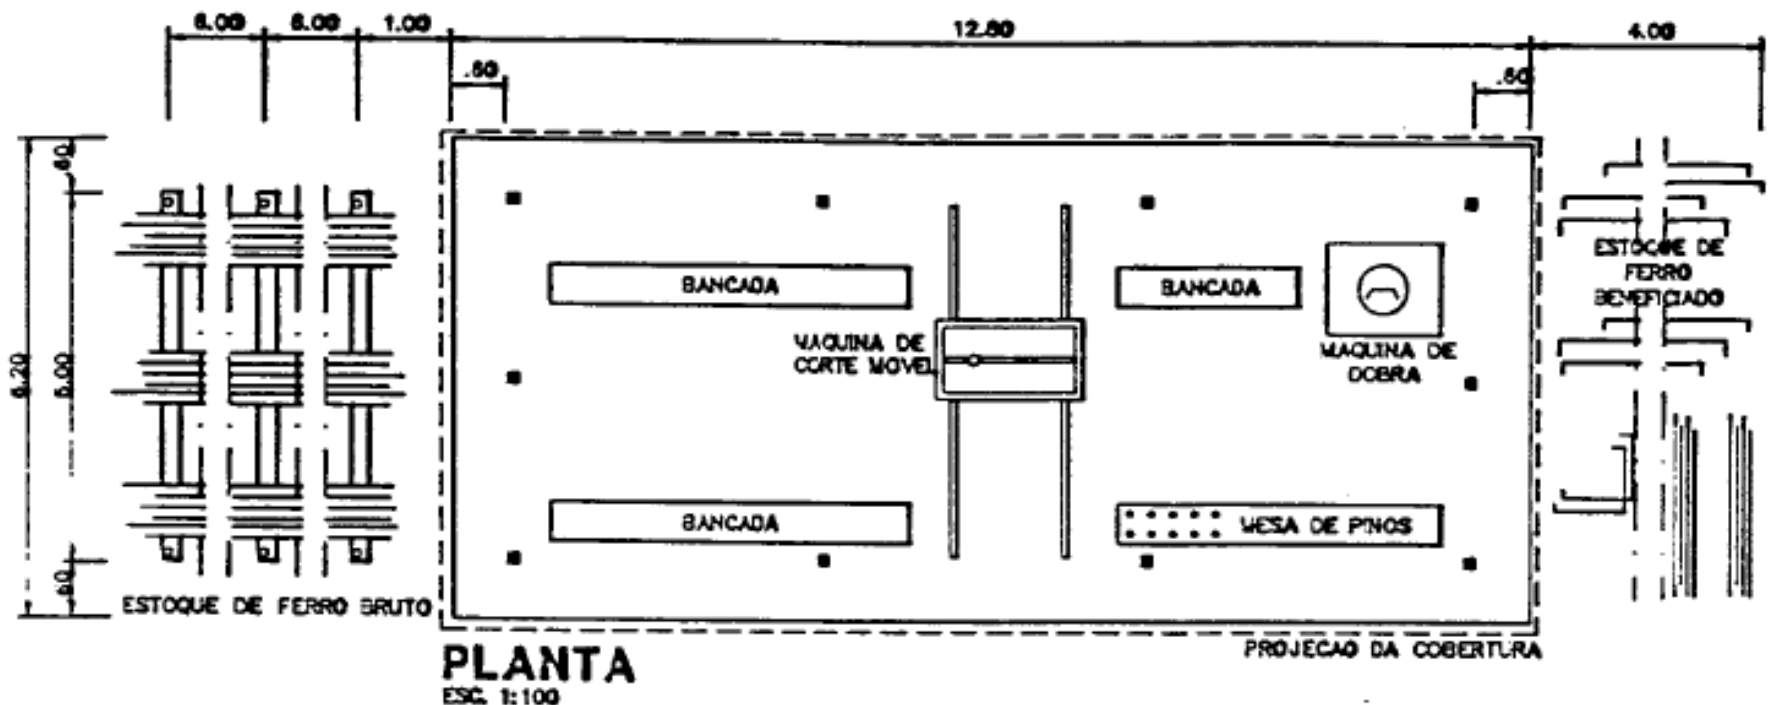 6.00 6.00 1.00 12.80 4.00
.60 .60
.60
6.20
5.00
.60
BANCADA
BANCADA
MAQUINA DE
CORTE MOVEL
MAQUINA DE
DOBRA
ESTOQUE DE
FERRO
BENEFICIADO
BANCADA
MESA DE PINOS
ESTOQUE DE FERRO BRUTO
PROJECAO DA COBERTURA
PLANTA
ESC. 1:100